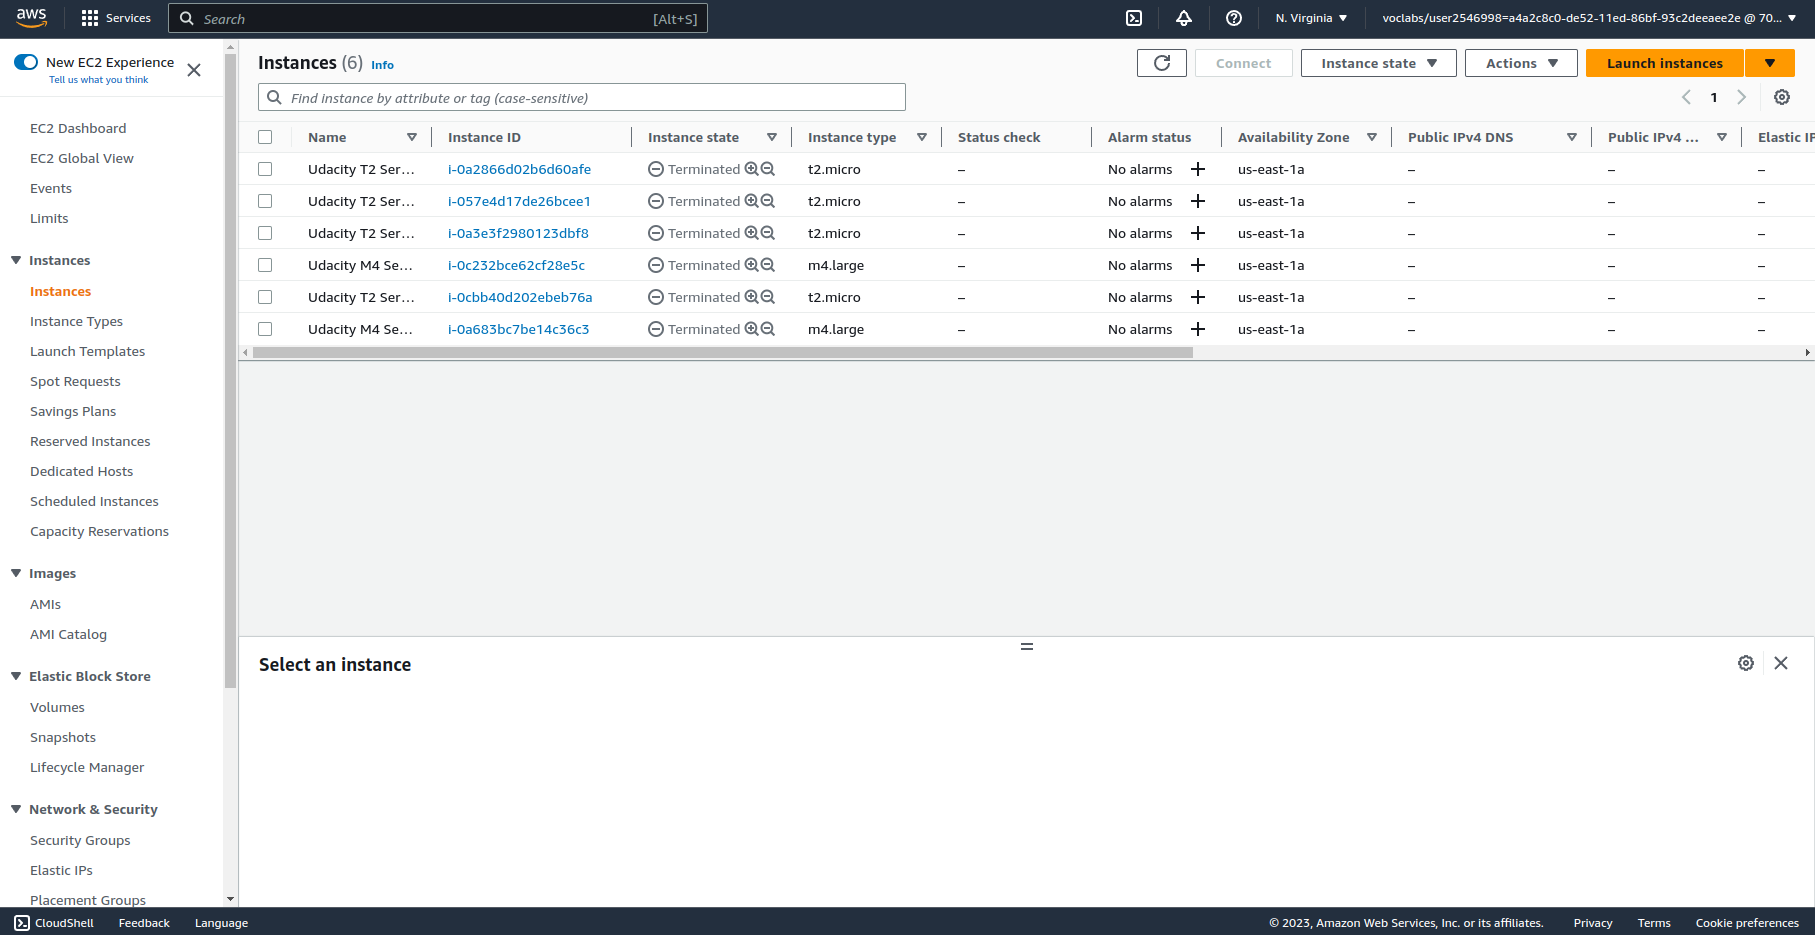 aws
Services
Search [Alt+S]
N. Virginia
voclabs/user2546998=a4a2c8c0-de52-11ed-86bf-93c2deeaee2e @ 70...
New EC2 Experience
Tell us what you think
EC2 Dashboard
EC2 Global View
Events
Limits
Instances
Instances
Instance Types
Launch Templates
Spot Requests
Savings Plans
Reserved Instances
Dedicated Hosts
Scheduled Instances
Capacity Reservations
Images
AMIs
AMI Catalog
Elastic Block Store
Volumes
Snapshots
Lifecycle Manager
Network & Security
Security Groups
Elastic IPs
Placement Groups
Instances (6) Info
Connect
Instance state
Actions
Launch instances
Find instance by attribute or tag (case-sensitive)
1
Name Instance ID Instance state Instance type Status check Alarm status Availability Zone Public IPv4 DNS Public IPv4 ... Elastic IP
Udacity T2 Ser... i-0a2866d02b6d60afe Terminated t2.micro – No alarms + us-east-1a – – –
Udacity T2 Ser... i-057e4d17de26bcee1 Terminated t2.micro – No alarms + us-east-1a – – –
Udacity T2 Ser... i-0a3e3f2980123dbf8 Terminated t2.micro – No alarms + us-east-1a – – –
Udacity M4 Se... i-0c232bce62cf28e5c Terminated m4.large – No alarms + us-east-1a – – –
Udacity T2 Ser... i-0cbb40d202ebeb76a Terminated t2.micro – No alarms + us-east-1a – – –
Udacity M4 Se... i-0a683bc7be14c36c3 Terminated m4.large – No alarms + us-east-1a – – –
Select an instance
CloudShell Feedback Language
© 2023, Amazon Web Services, Inc. or its affiliates. Privacy Terms Cookie preferences